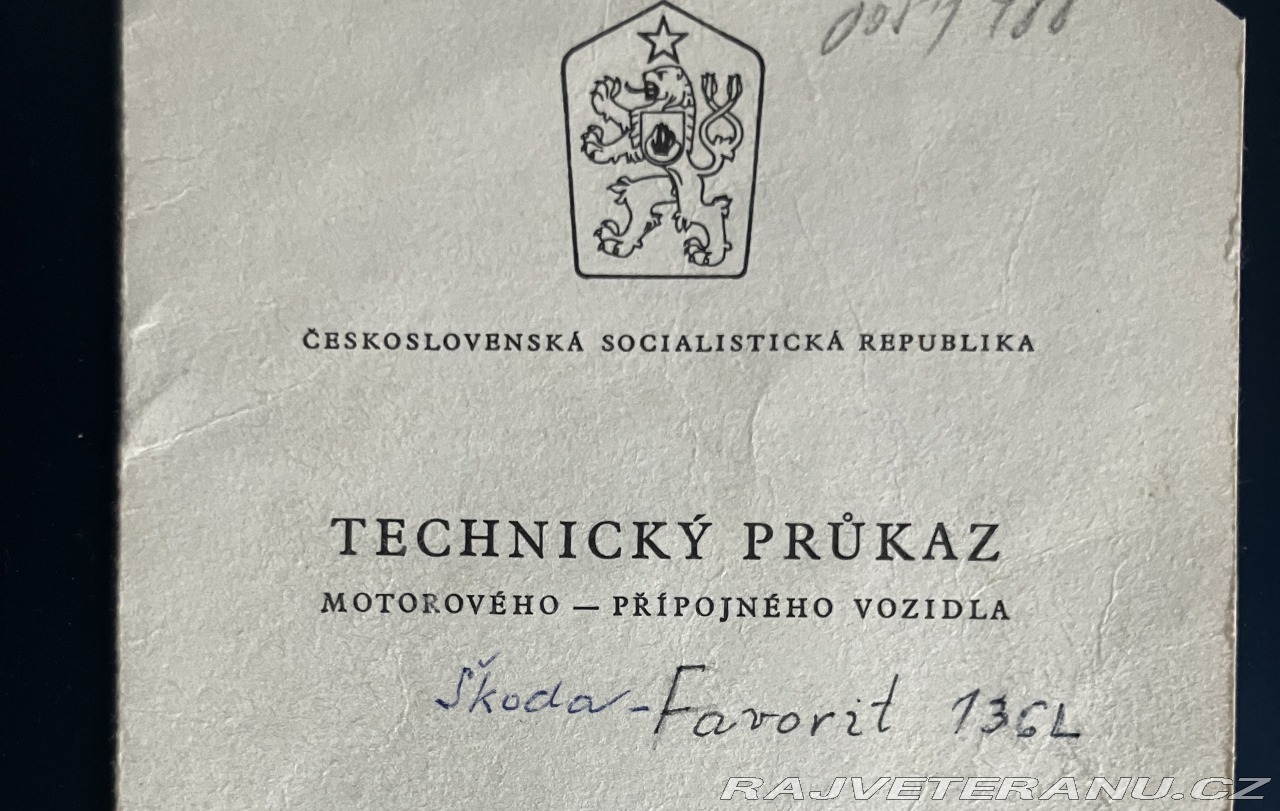 ČESKOSLOVENSKÁ SOCIALISTICKÁ REPUBLIKA
TECHNICKÝ PRŮKAZ
MOTOROVÉHO — PŘÍPOJNÉHO VOZIDLA
Škoda-Favorit 136L
RAJVETERANU.CZ